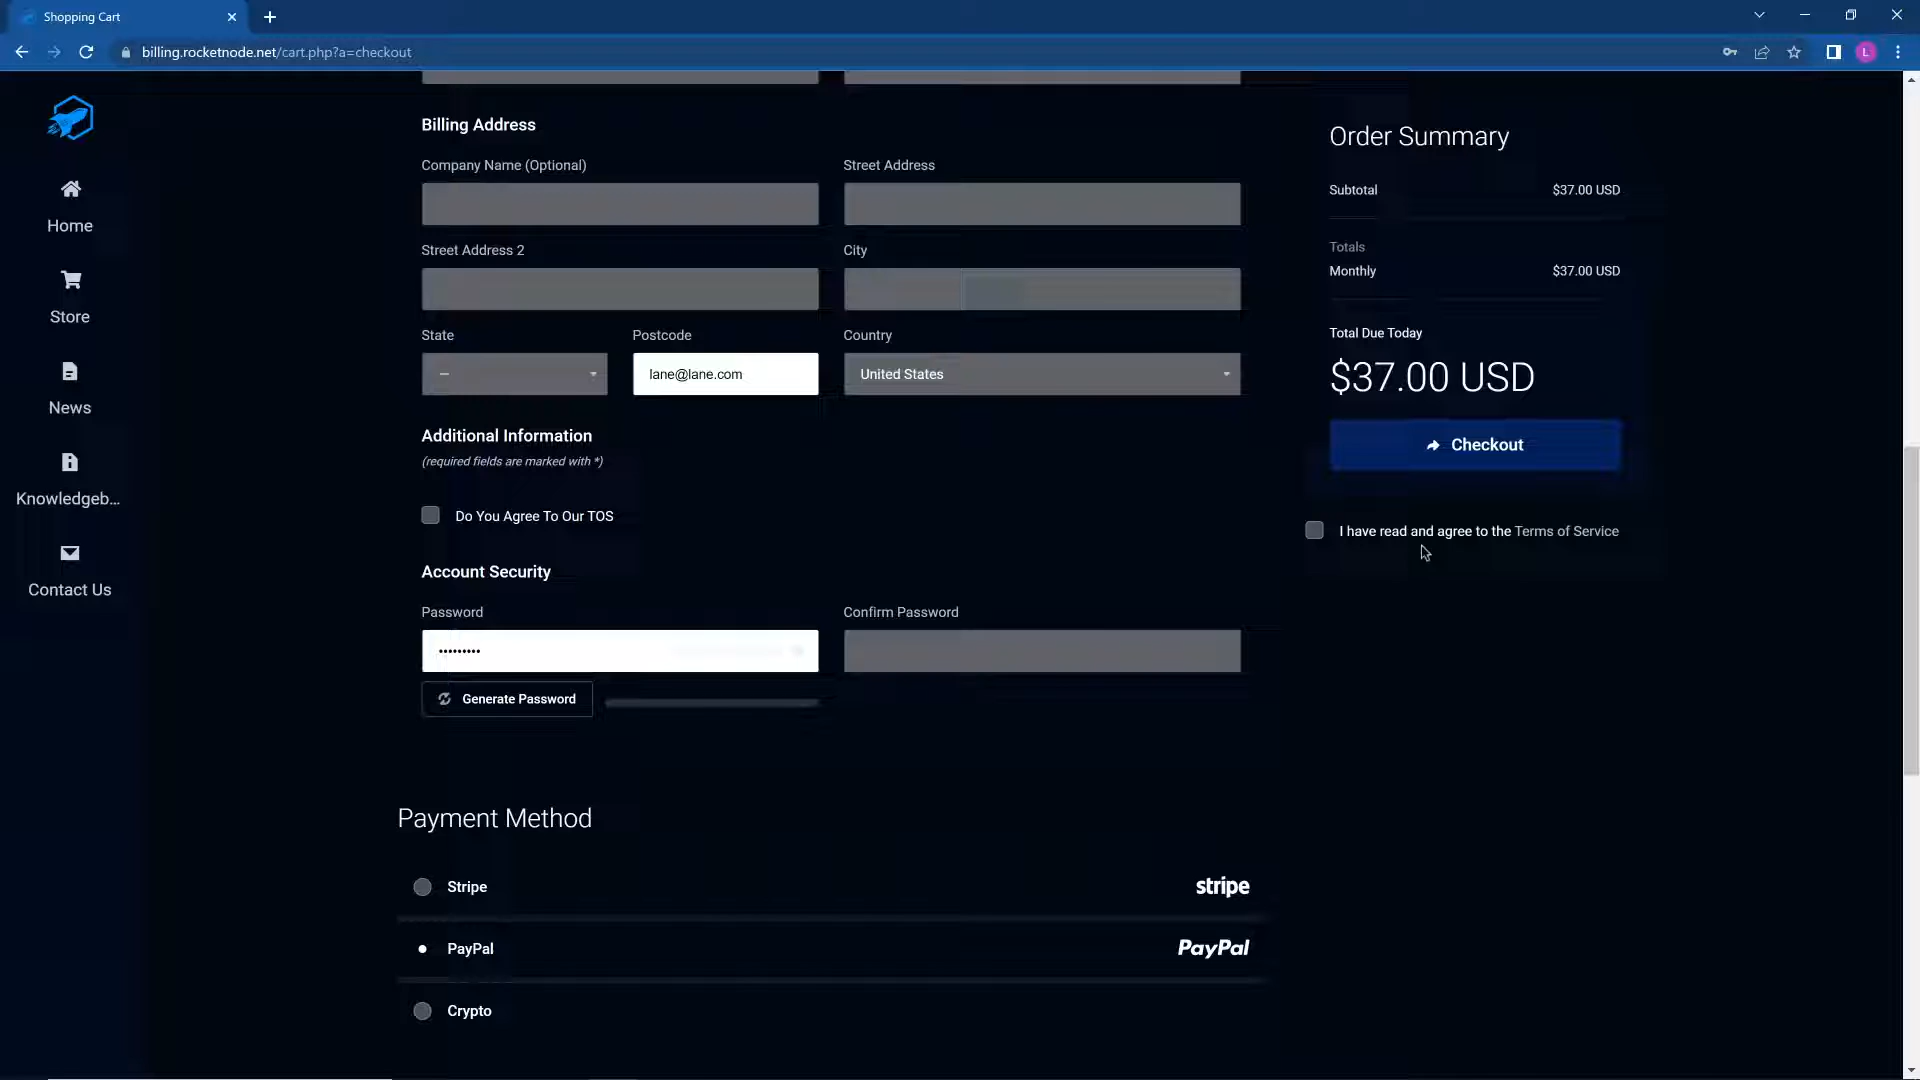 Shopping Cart
billing.rocketnode.net/cart.php?a=checkout
L
Home
Store
News
Knowledgeb...
Contact Us
Billing Address
Company Name (Optional)
Street Address
Street Address 2
City
State
Postcode
Country
–
lane@lane.com
United States
Additional Information
(required fields are marked with *)
Do You Agree To Our TOS
Account Security
Password
Confirm Password
•••••••••
Generate Password
Payment Method
Stripe
stripe
PayPal
PayPal
Crypto
Order Summary
Subtotal $37.00 USD
Totals
Monthly $37.00 USD
Total Due Today
$37.00 USD
Checkout
I have read and agree to the Terms of Service